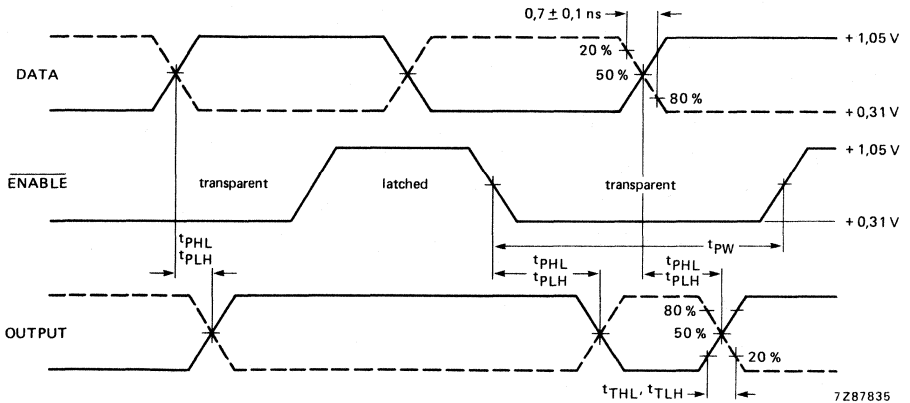 0,7 ± 0,1 ns
20 %
+ 1,05 V
DATA
50 %
80 %
+ 0,31 V
+ 1,05 V
ENABLE
transparent
latched
transparent
+ 0,31 V
tPHL
tPLH
tPW
tPHL
tPLH
tPHL
tPLH
80 %
OUTPUT
50 %
20 %
tTHL, tTLH
7Z87835